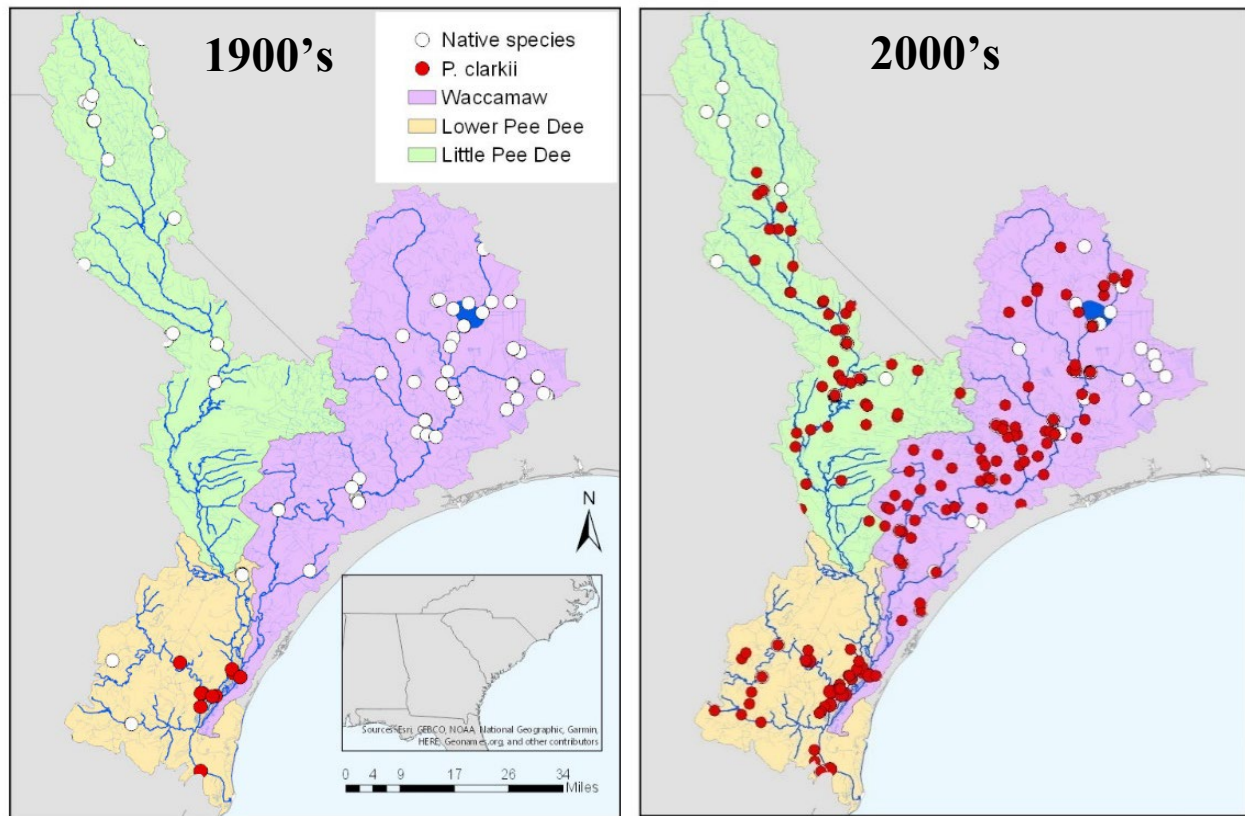 1900's
Native species
P. clarkii
Waccamaw
Lower Pee Dee
Little Pee Dee
N
Sources: Esri, GEBCO, NOAA, National Geographic, Garmin,
HERE, Geonames.org, and other contributors
0 4 9 17 26 34
Miles
2000's